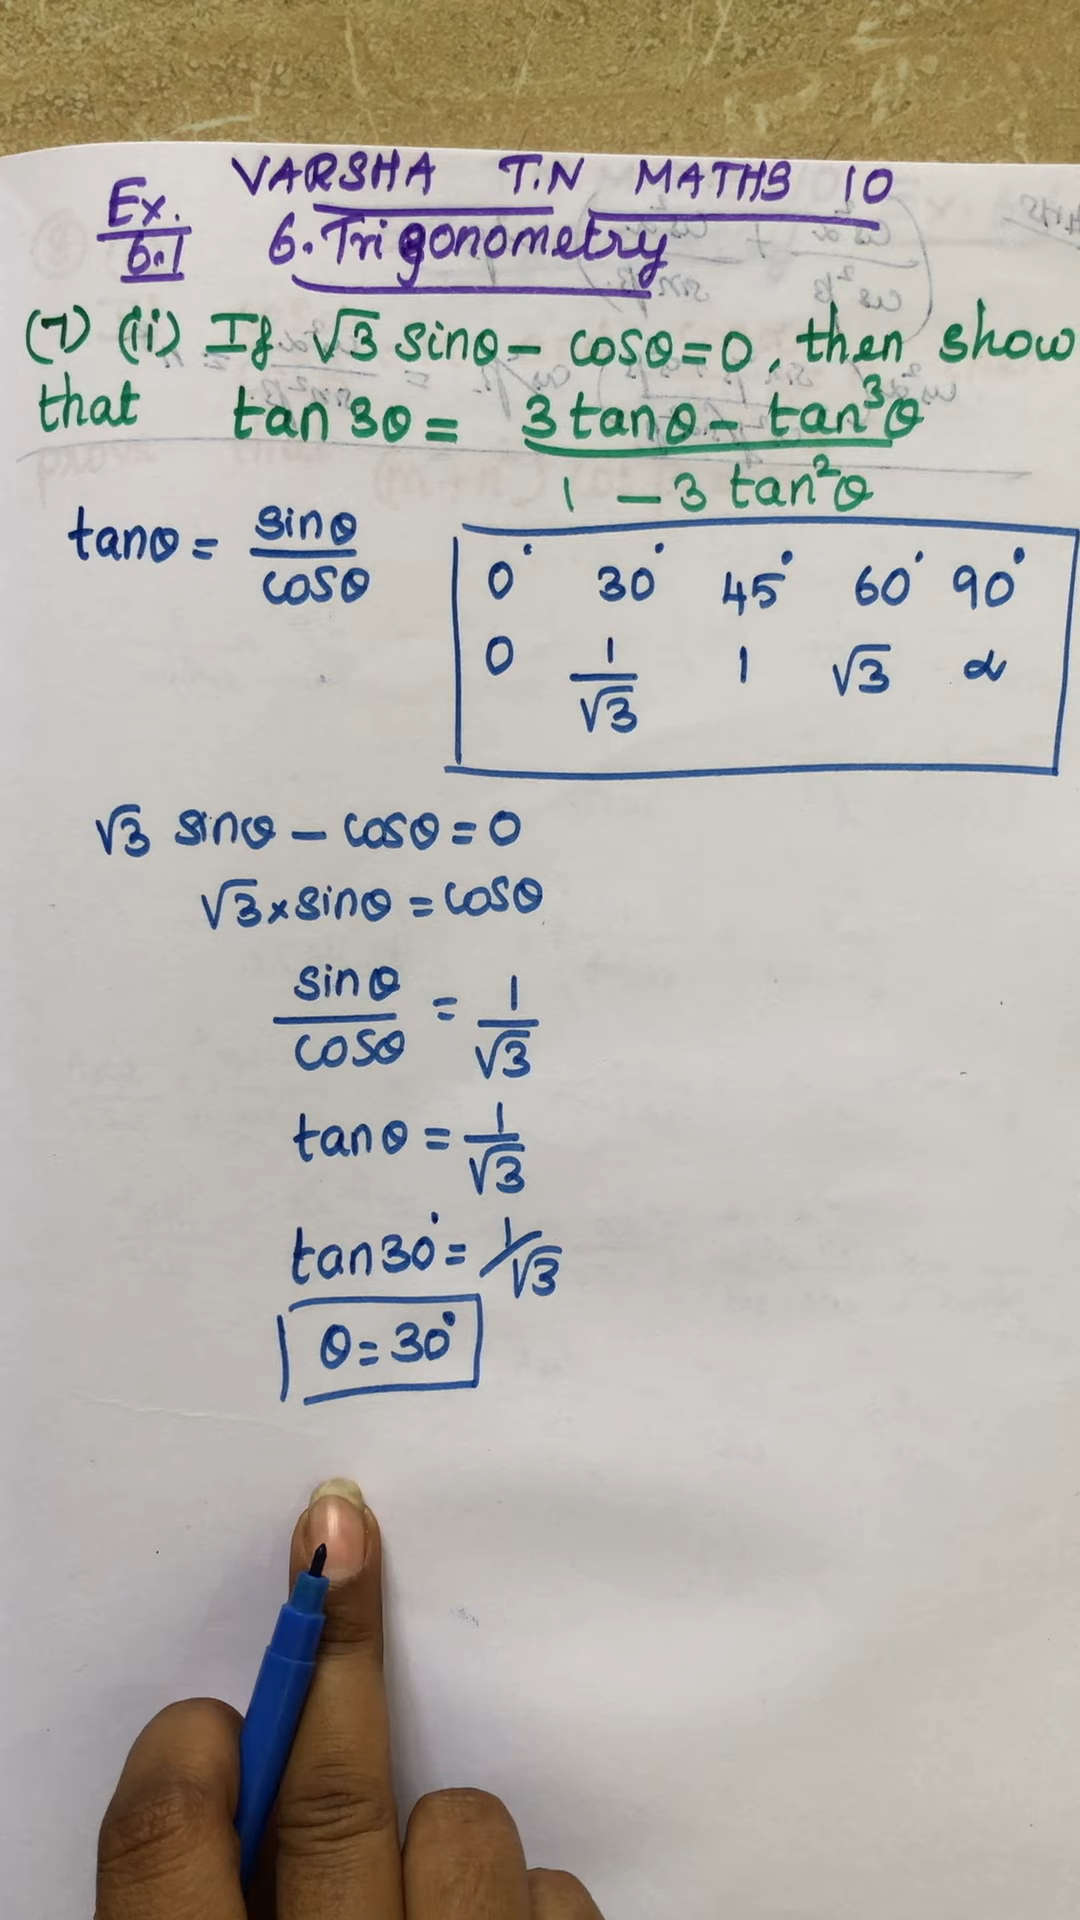 VARSHA T.N MATHS 10
Ex. 6.1
6. Trigonometry
(7) (ii) If √3 sinθ - cosθ = 0, then show
that tan 3θ = (3 tanθ - tan³θ) / (1 - 3 tan²θ)
tanθ = sinθ / cosθ
0° 30° 45° 60° 90°
0 1/√3 1 √3 α
√3 sinθ - cosθ = 0
√3 × sinθ = cosθ
sinθ / cosθ = 1/√3
tanθ = 1/√3
tan30° = 1/√3
θ = 30°